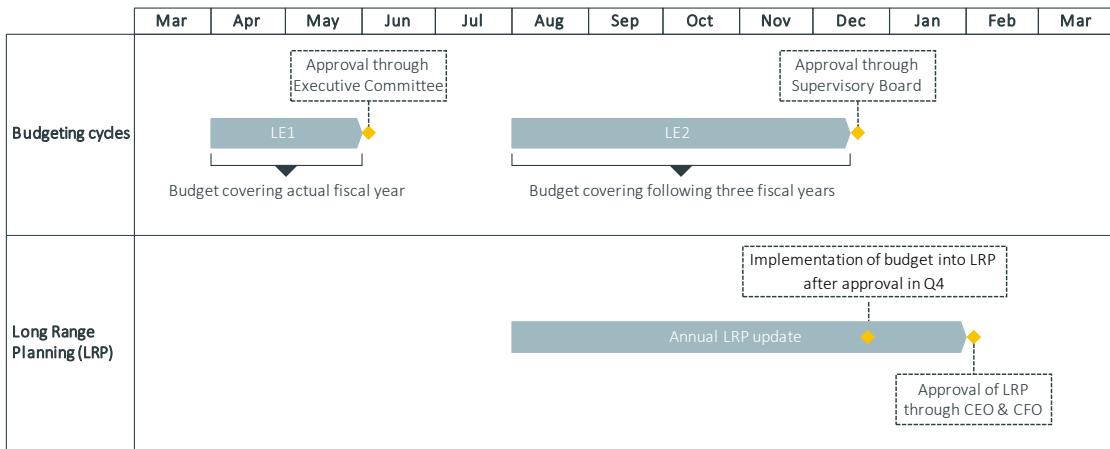 Mar Apr May Jun Jul Aug Sep Oct Nov Dec Jan Feb Mar
Budgeting cycles
Approval through
Executive Committee
Approval through
Supervisory Board
LE1
LE2
Budget covering actual fiscal year
Budget covering following three fiscal years
Long Range
Planning (LRP)
Implementation of budget into LRP
after approval in Q4
Annual LRP update
Approval of LRP
through CEO & CFO